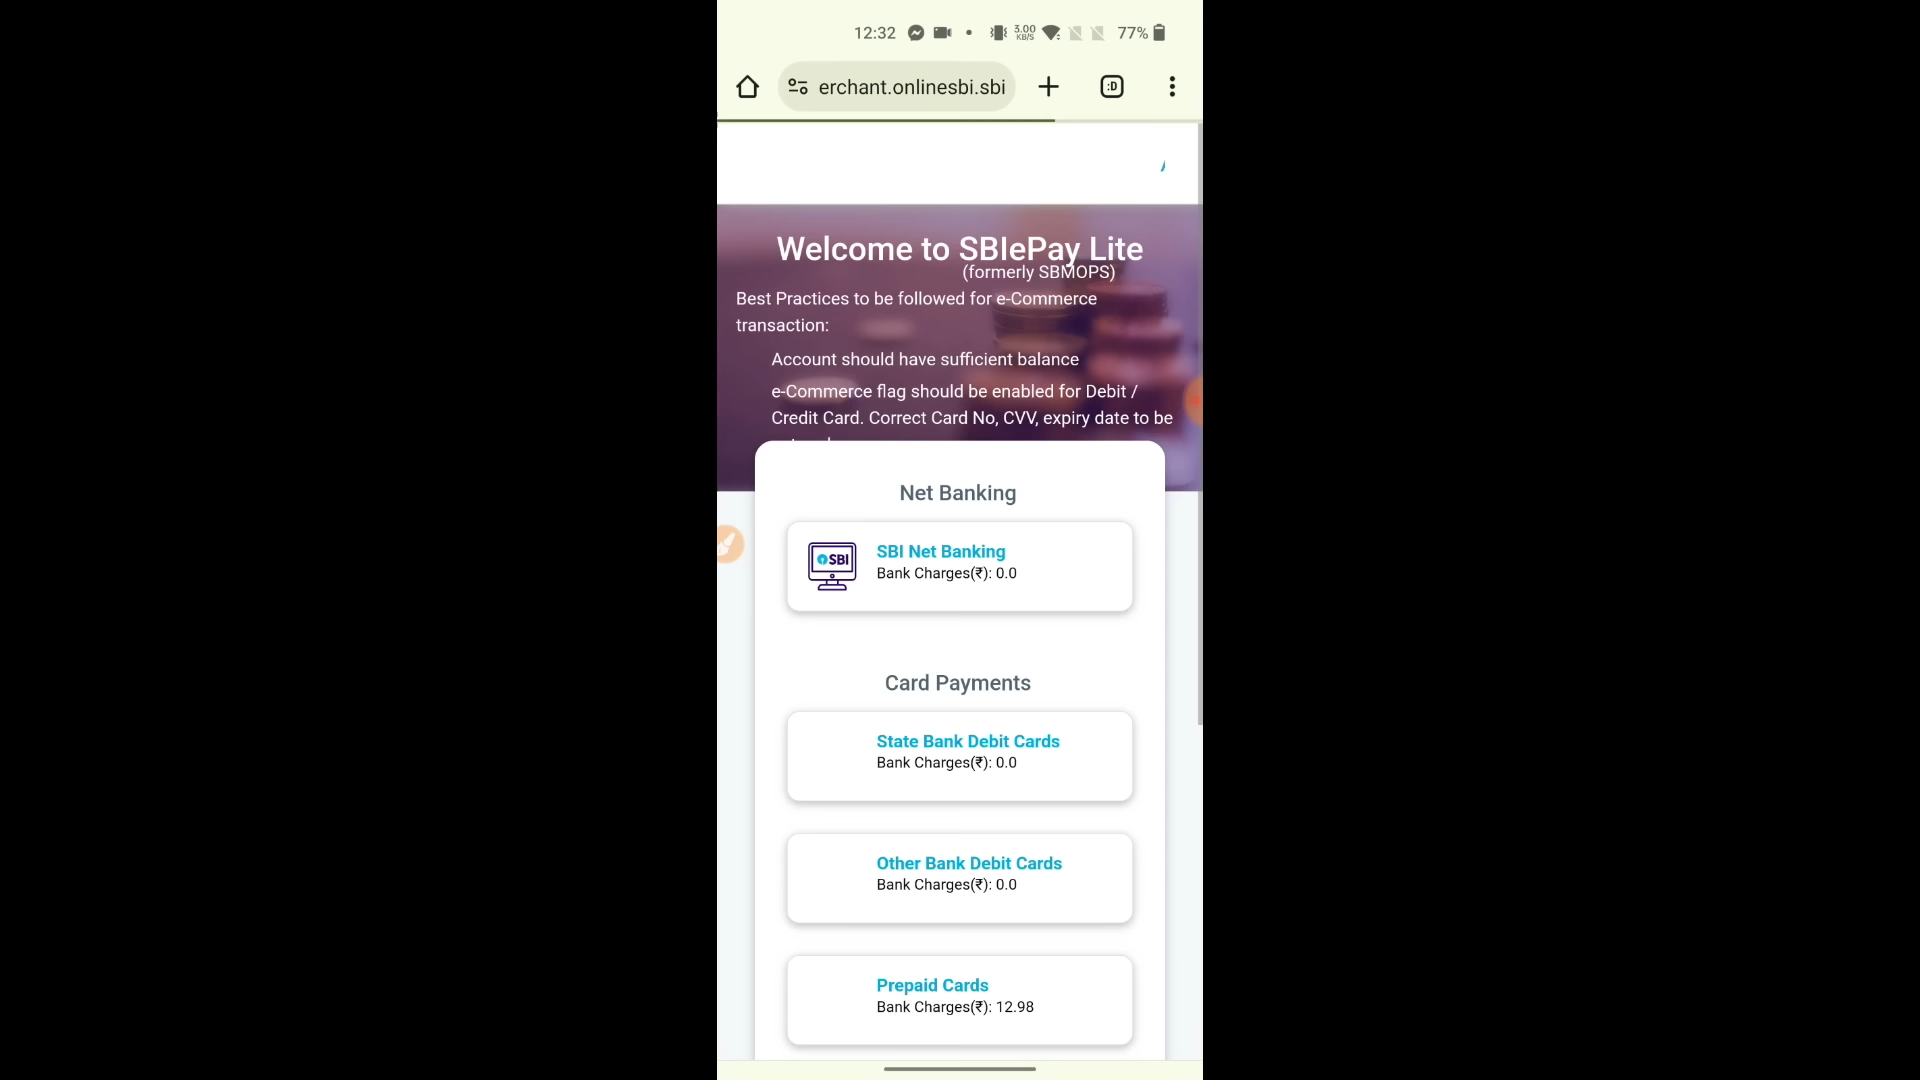 12:32
3.00
KB/S
77%
erchant.onlinesbi.sbi
:D
Welcome to SBIePay Lite
(formerly SBMOPS)
Best Practices to be followed for e-Commerce
transaction:
Account should have sufficient balance
e-Commerce flag should be enabled for Debit /
Credit Card. Correct Card No, CVV, expiry date to be
Net Banking
SBI
SBI Net Banking
Bank Charges(₹): 0.0
Card Payments
State Bank Debit Cards
Bank Charges(₹): 0.0
Other Bank Debit Cards
Bank Charges(₹): 0.0
Prepaid Cards
Bank Charges(₹): 12.98